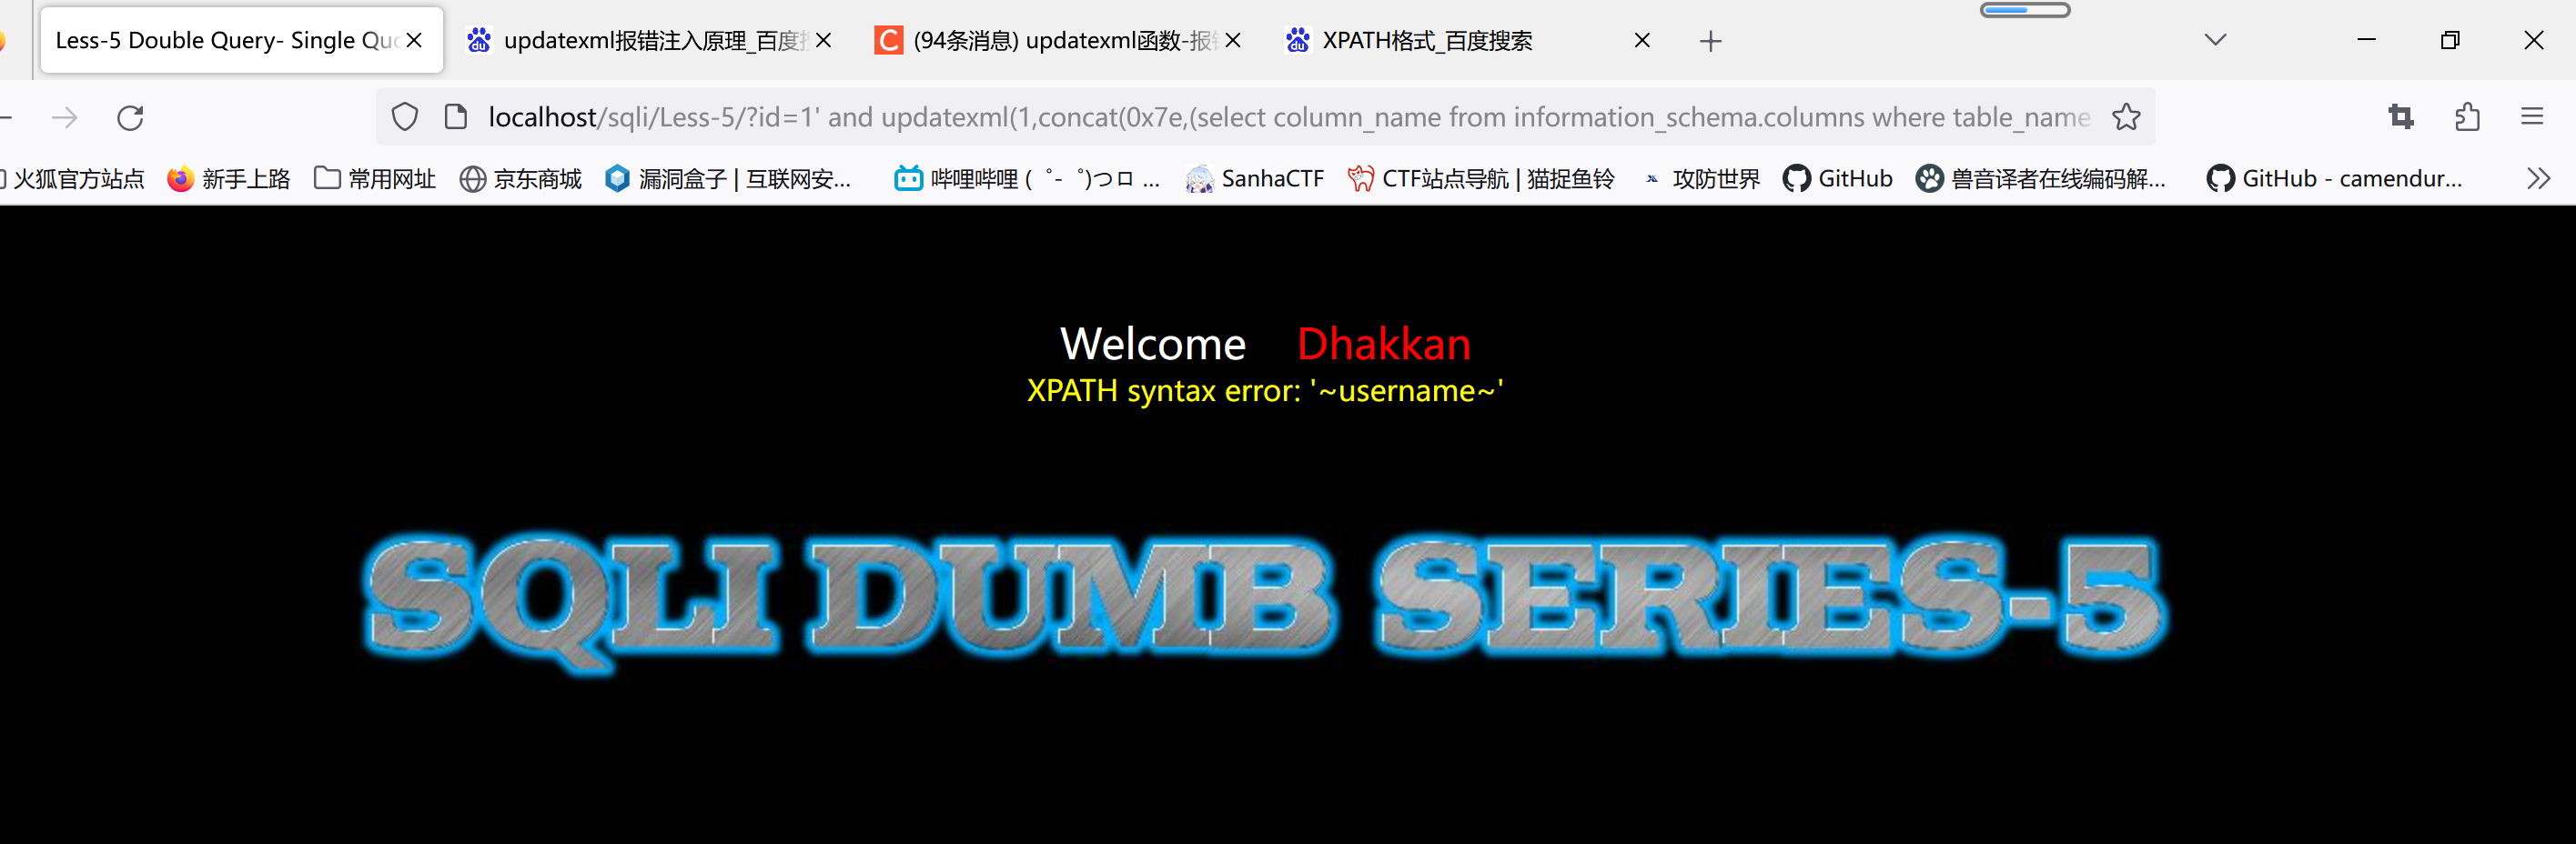 Less-5 Double Query- Single Quo
updatexml报错注入原理_百度搜
(94条消息) updatexml函数-报错
XPATH格式_百度搜索
localhost/sqli/Less-5/?id=1' and updatexml(1,concat(0x7e,(select column_name from information_schema.columns where table_name
火狐官方站点
新手上路
常用网址
京东商城
漏洞盒子 | 互联网安...
哔哩哔哩 ( ゜- ゜)つロ ...
SanhaCTF
CTF站点导航 | 猫捉鱼铃
攻防世界
GitHub
兽音译者在线编码解...
GitHub - camendur...
Welcome Dhakkan
XPATH syntax error: '~username~'
SQLI DUMB SERIES-5